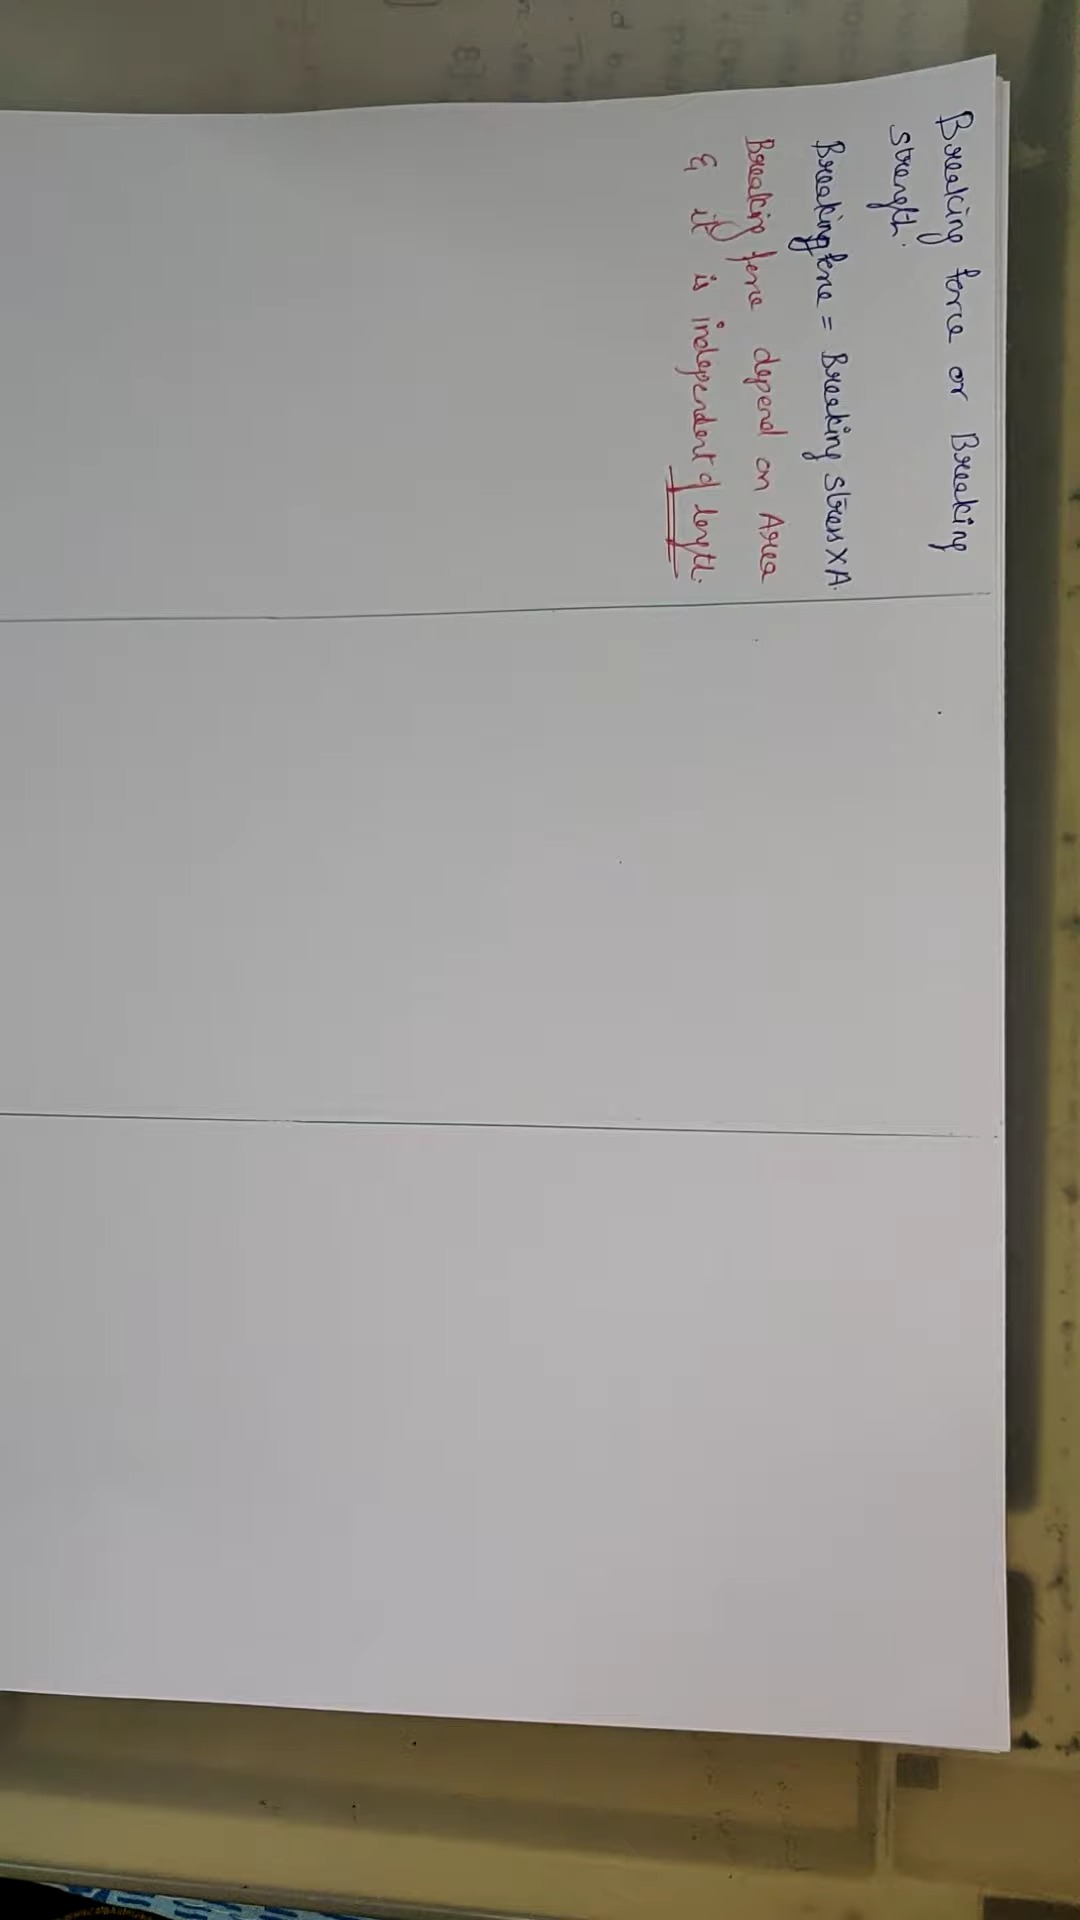 Breaking force or Breaking
strength.
Breaking force = Breaking stress X A.
Breaking force depend on Area
& it is independent of length.